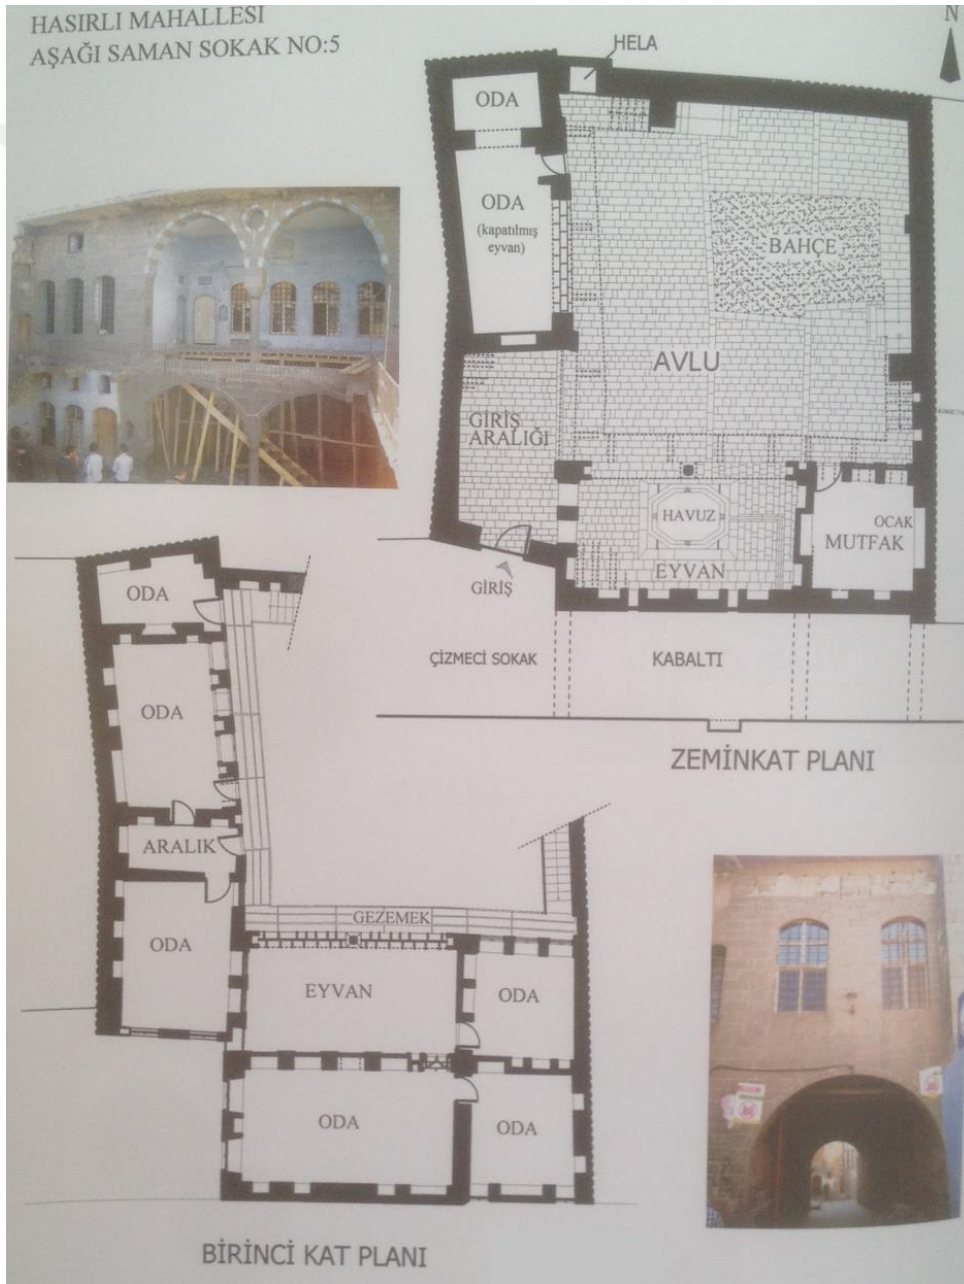 HASIRLI MAHALLESİ
AŞAĞI SAMAN SOKAK NO:5
N
HELA
ODA
ODA
(kapatılmış
eyvan)
BAHÇE
AVLU
GİRİŞ
ARALIĞI
HAVUZ
OCAK
MUTFAK
EYVAN
GİRİŞ
ÇİZMECİ SOKAK
KABALTI
ZEMİNKAT PLANI
ODA
ODA
ARALIK
GEZEMEK
ODA
EYVAN
ODA
ODA
ODA
BİRİNCİ KAT PLANI